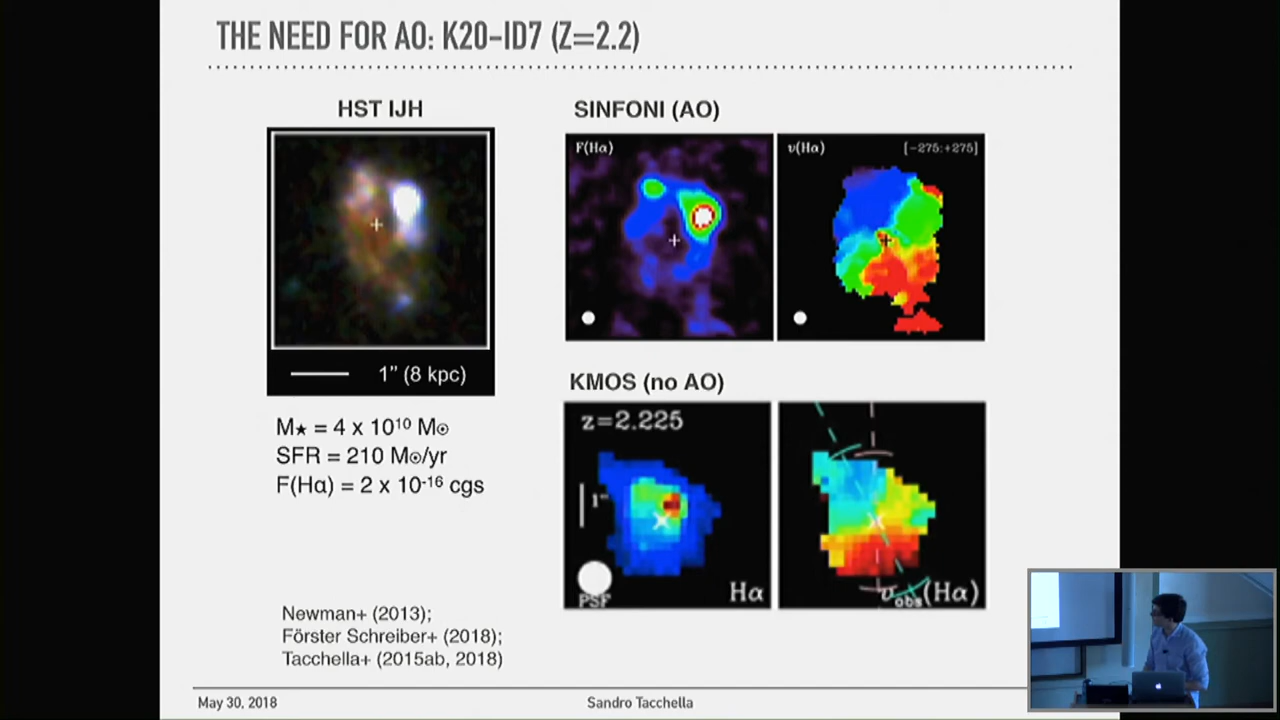 THE NEED FOR AO: K20-ID7 (Z=2.2)
HST IJH
1” (8 kpc)
M★ = 4 x 10¹⁰ M⊙
SFR = 210 M⊙/yr
F(Hα) = 2 x 10⁻¹⁶ cgs
Newman+ (2013);
Förster Schreiber+ (2018);
Tacchella+ (2015ab, 2018)
SINFONI (AO)
F(Hα)
v(Hα) [-275:+275]
KMOS (no AO)
z=2.225
1"
PSF
Hα
υobs(Hα)
May 30, 2018
Sandro Tacchella